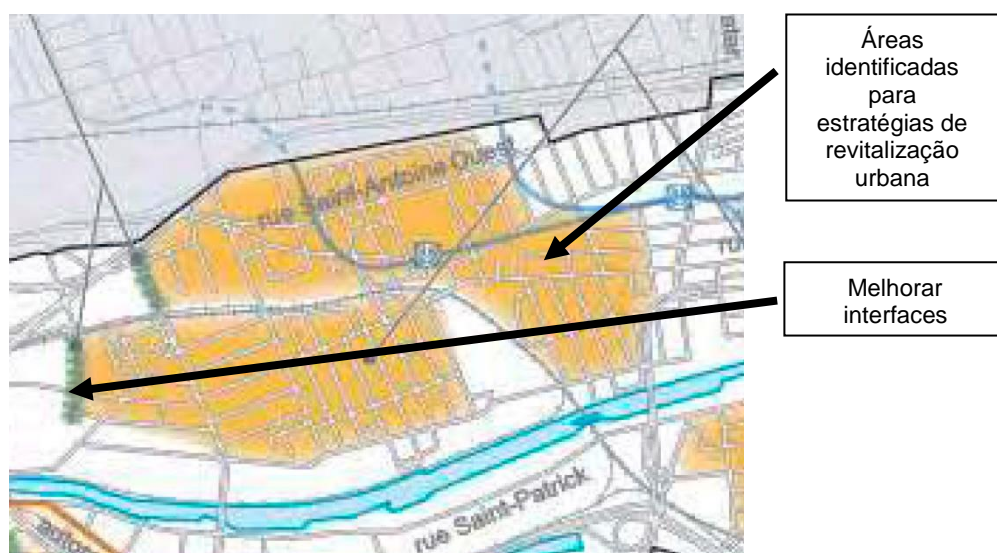 Áreas
identificadas
para
estratégias de
revitalização
urbana
rue Saint-Antoine Ouest
Melhorar
interfaces
rue Saint-Patrick